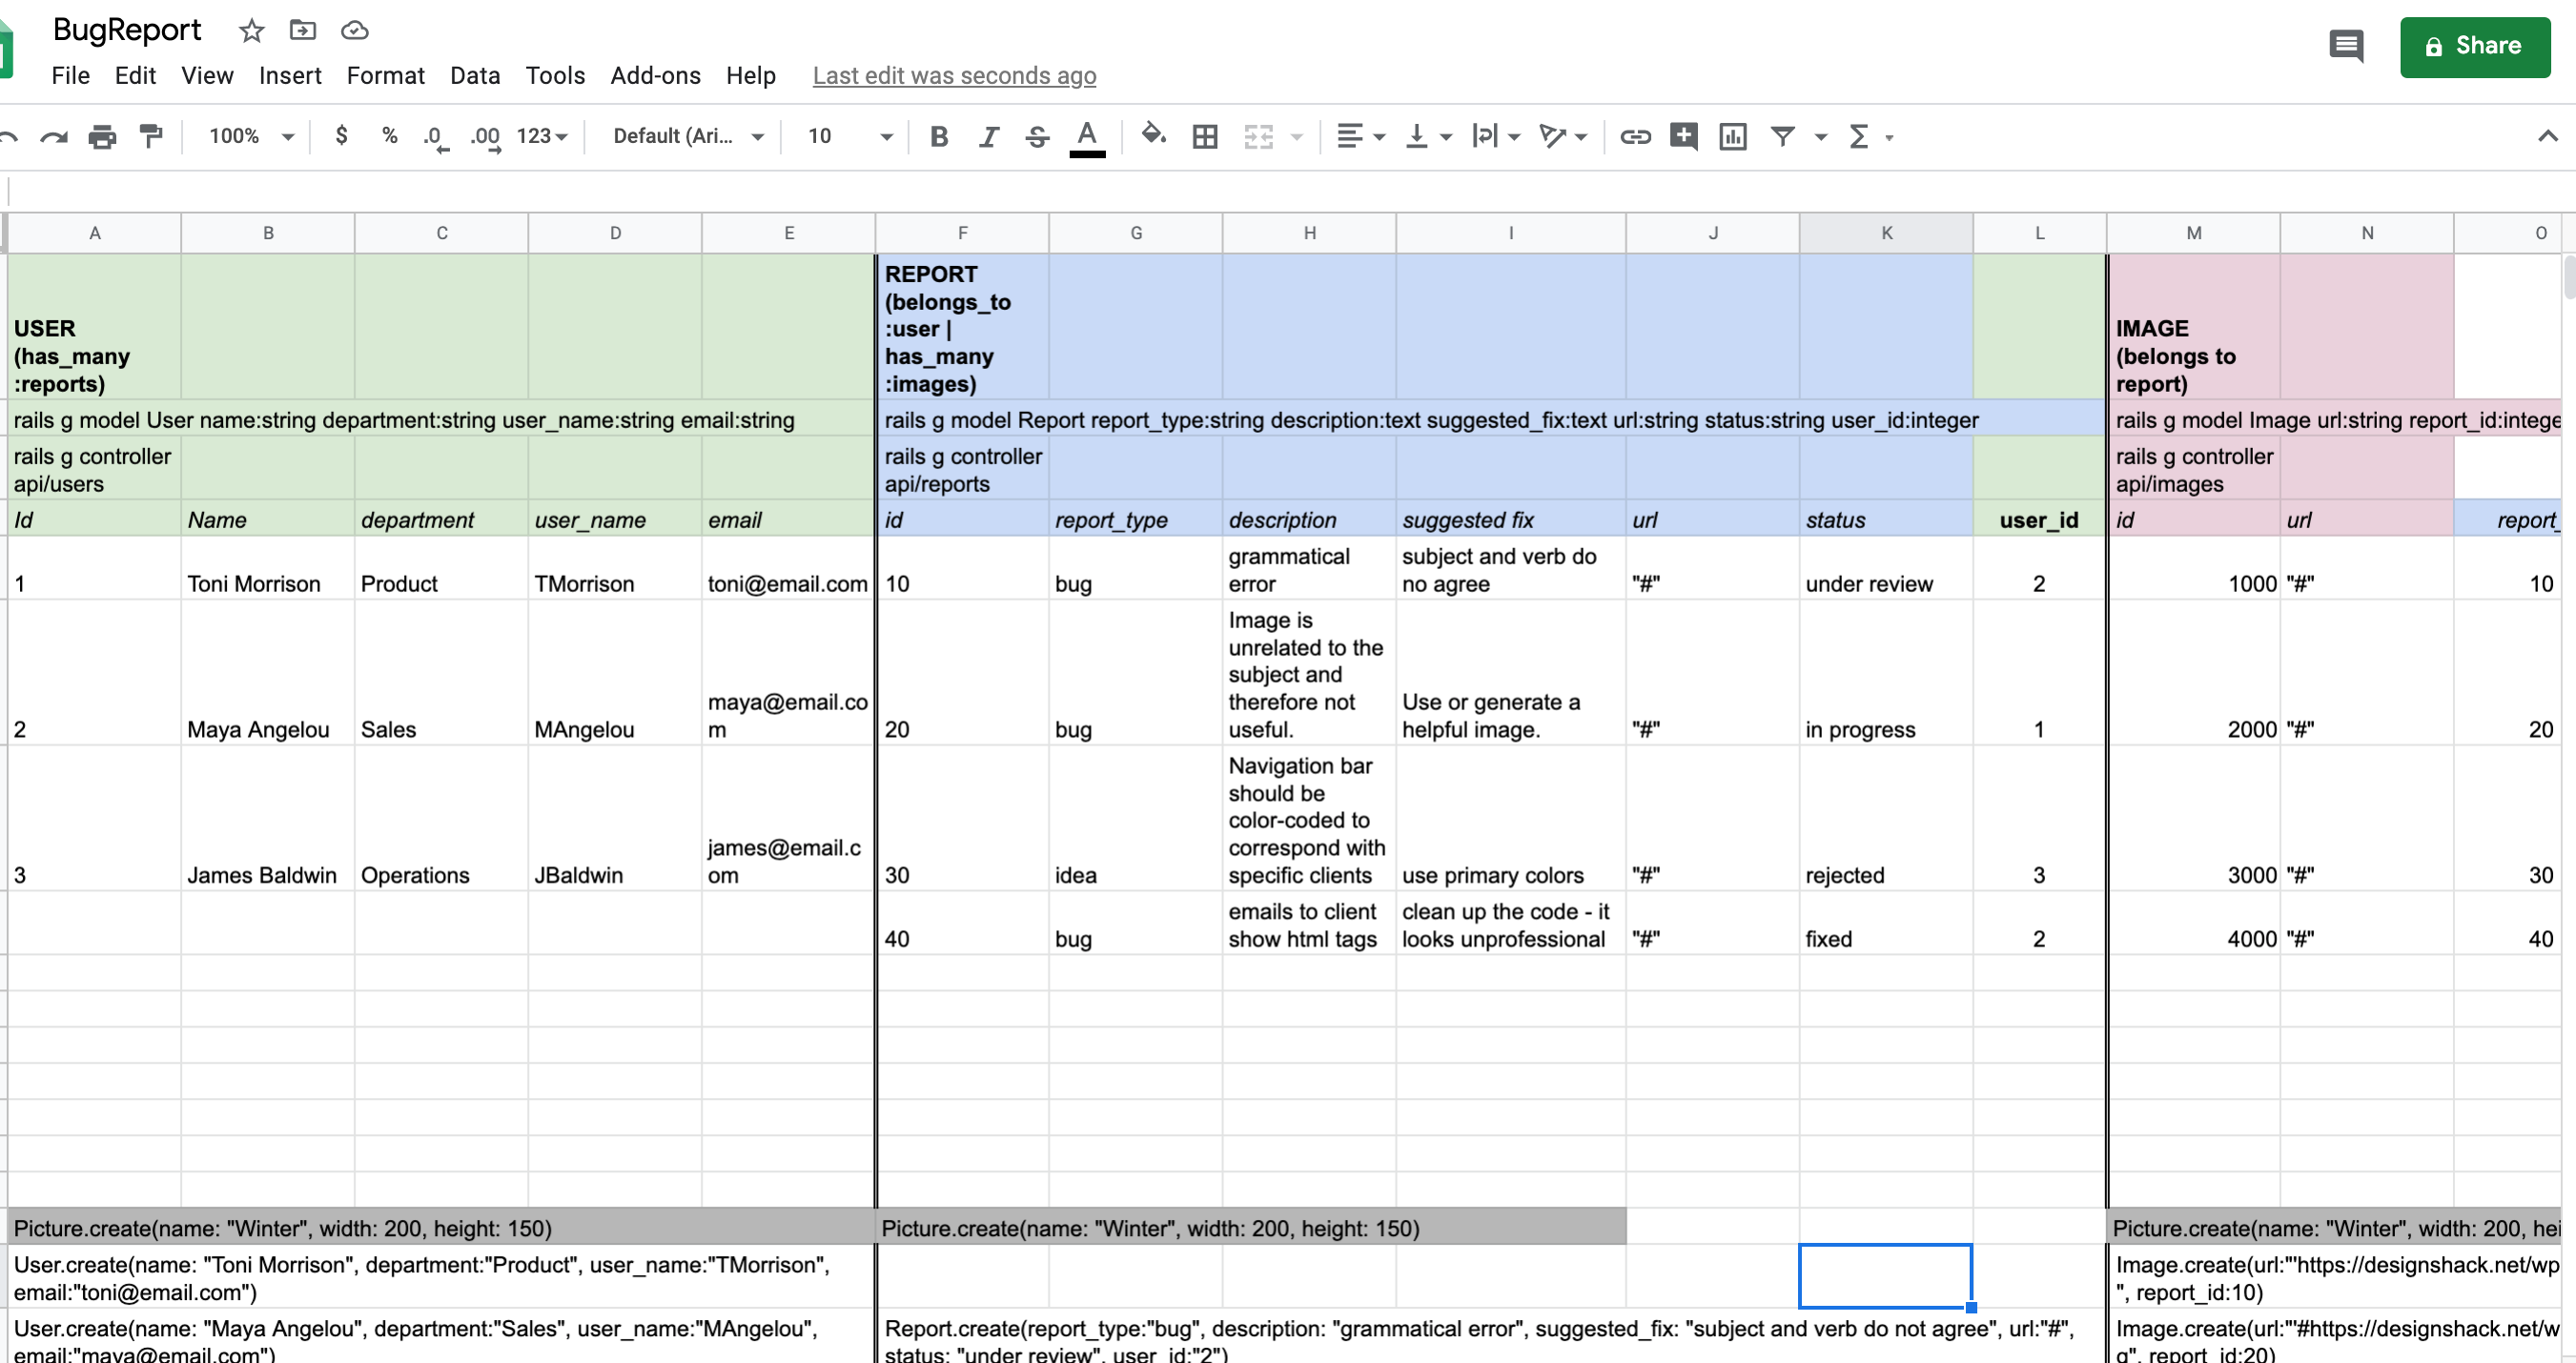 BugReport
Share
File Edit View Insert Format Data Tools Add-ons Help Last edit was seconds ago
100% $ % .0 .00 123 Default (Ari... 10 B I S A
A B C D E F G H I J K L M N O
USER
(has_many
:reports)
REPORT
(belongs_to
:user |
has_many
:images)
IMAGE
(belongs to
report)
rails g model User name:string department:string user_name:string email:string
rails g model Report report_type:string description:text suggested_fix:text url:string status:string user_id:integer
rails g model Image url:string report_id:intege
rails g controller
api/users
rails g controller
api/reports
rails g controller
api/images
Id Name department user_name email id report_type description suggested fix url status user_id id url report_
1 Toni Morrison Product TMorrison toni@email.com 10 bug
grammatical
error
subject and verb do
no agree
"#" under review 2 1000 "#" 10
2 Maya Angelou Sales MAngelou
maya@email.co
m
20 bug
Image is
unrelated to the
subject and
therefore not
useful.
Use or generate a
helpful image.
"#" in progress 1 2000 "#" 20
3 James Baldwin Operations JBaldwin
james@email.c
om
30 idea
Navigation bar
should be
color-coded to
correspond with
specific clients
use primary colors "#" rejected 3 3000 "#" 30
40 bug
emails to client
show html tags
clean up the code - it
looks unprofessional
"#" fixed 2 4000 "#" 40
Picture.create(name: "Winter", width: 200, height: 150)
Picture.create(name: "Winter", width: 200, height: 150)
Picture.create(name: "Winter", width: 200, hei
User.create(name: "Toni Morrison", department:"Product", user_name:"TMorrison",
email:"toni@email.com")
Image.create(url:"'https://designshack.net/wp
", report_id:10)
User.create(name: "Maya Angelou", department:"Sales", user_name:"MAngelou",
email:"maya@email.com")
Report.create(report_type:"bug", description: "grammatical error", suggested_fix: "subject and verb do not agree", url:"#",
status: "under review", user_id:"2")
Image.create(url:"'#https://designshack.net/w
g", report_id:20)